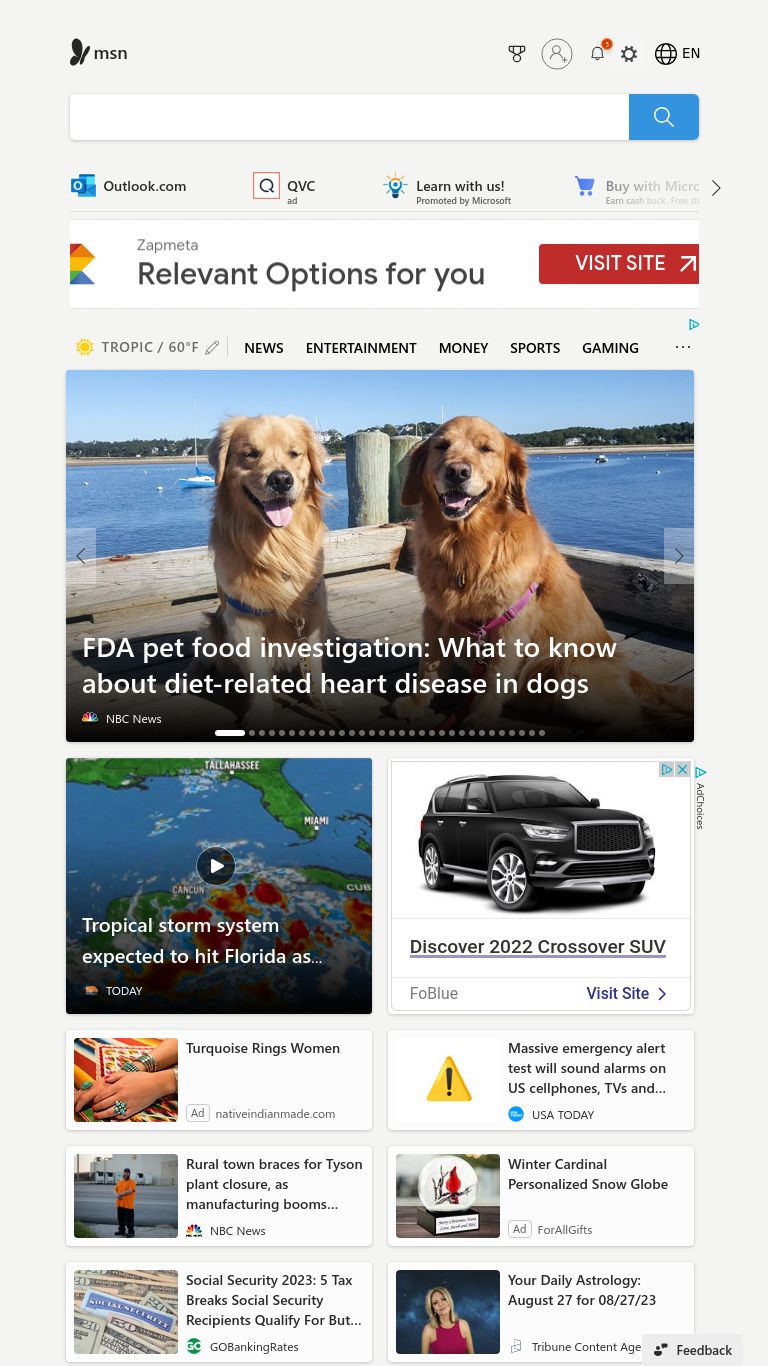 msn
5
EN
Outlook.com
QVC
ad
Learn with us!
Promoted by Microsoft
Buy with Micro
Earn cash back, Free sh
Zapmeta
Relevant Options for you
VISIT SITE
TROPIC / 60°F
NEWS
ENTERTAINMENT
MONEY
SPORTS
GAMING
...
FDA pet food investigation: What to know
about diet-related heart disease in dogs
NBC News
TALLAHASSEE
MIAMI
CANCUN
CUB
Tropical storm system
expected to hit Florida as...
TODAY
AdChoices
Discover 2022 Crossover SUV
FoBlue
Visit Site
Turquoise Rings Women
Ad nativeindianmade.com
Massive emergency alert
test will sound alarms on
US cellphones, TVs and...
USA TODAY
Rural town braces for Tyson
plant closure, as
manufacturing booms...
NBC News
Winter Cardinal
Personalized Snow Globe
Ad ForAllGifts
Social Security 2023: 5 Tax
Breaks Social Security
Recipients Qualify For But...
SOCIAL SECURITY
GO GOBankingRates
Your Daily Astrology:
August 27 for 08/27/23
Tribune Content Age
Feedback